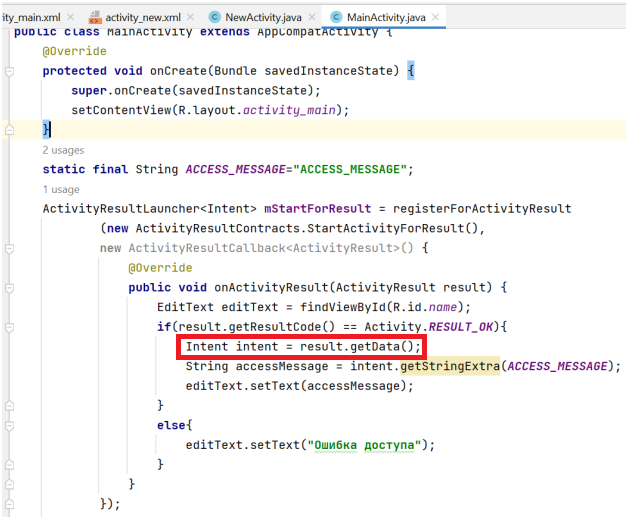 ity_main.xml activity_new.xml NewActivity.java MainActivity.java
public class MainActivity extends AppCompatActivity {
@Override
protected void onCreate(Bundle savedInstanceState) {
super.onCreate(savedInstanceState);
setContentView(R.layout.activity_main);
}
2 usages
static final String ACCESS_MESSAGE="ACCESS_MESSAGE";
1 usage
ActivityResultLauncher<Intent> mStartForResult = registerForActivityResult
(new ActivityResultContracts.StartActivityForResult(),
new ActivityResultCallback<ActivityResult>() {
@Override
public void onActivityResult(ActivityResult result) {
EditText editText = findViewById(R.id.name);
if(result.getResultCode() == Activity.RESULT_OK){
Intent intent = result.getData();
String accessMessage = intent.getStringExtra(ACCESS_MESSAGE);
editText.setText(accessMessage);
}
else{
editText.setText("Ошибка доступа");
}
}
});